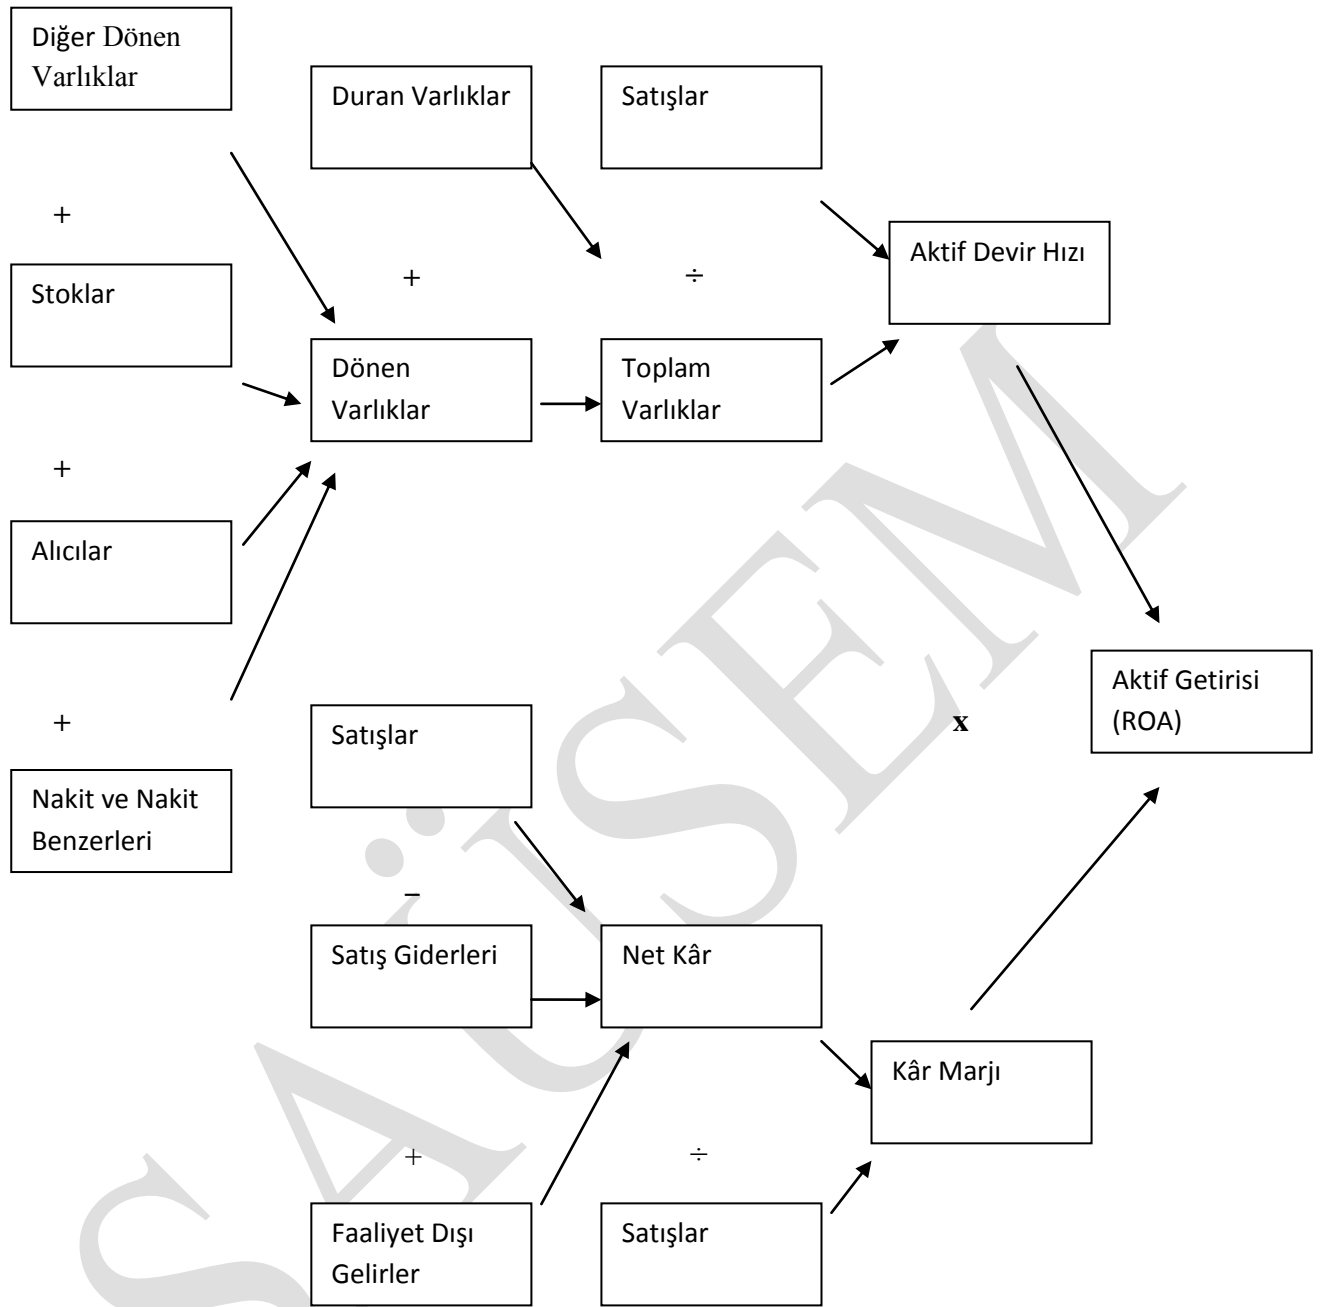 Diğer Dönen
Varlıklar
Duran Varlıklar
Satışlar
+
Aktif Devir Hızı
Stoklar
+
÷
Dönen
Varlıklar
Toplam
Varlıklar
+
Alıcılar
Aktif Getirisi
(ROA)
+
Satışlar
x
Nakit ve Nakit
Benzerleri
–
Satış Giderleri
Net Kâr
Kâr Marjı
+
÷
Faaliyet Dışı
Gelirler
Satışlar
SAÜSEM